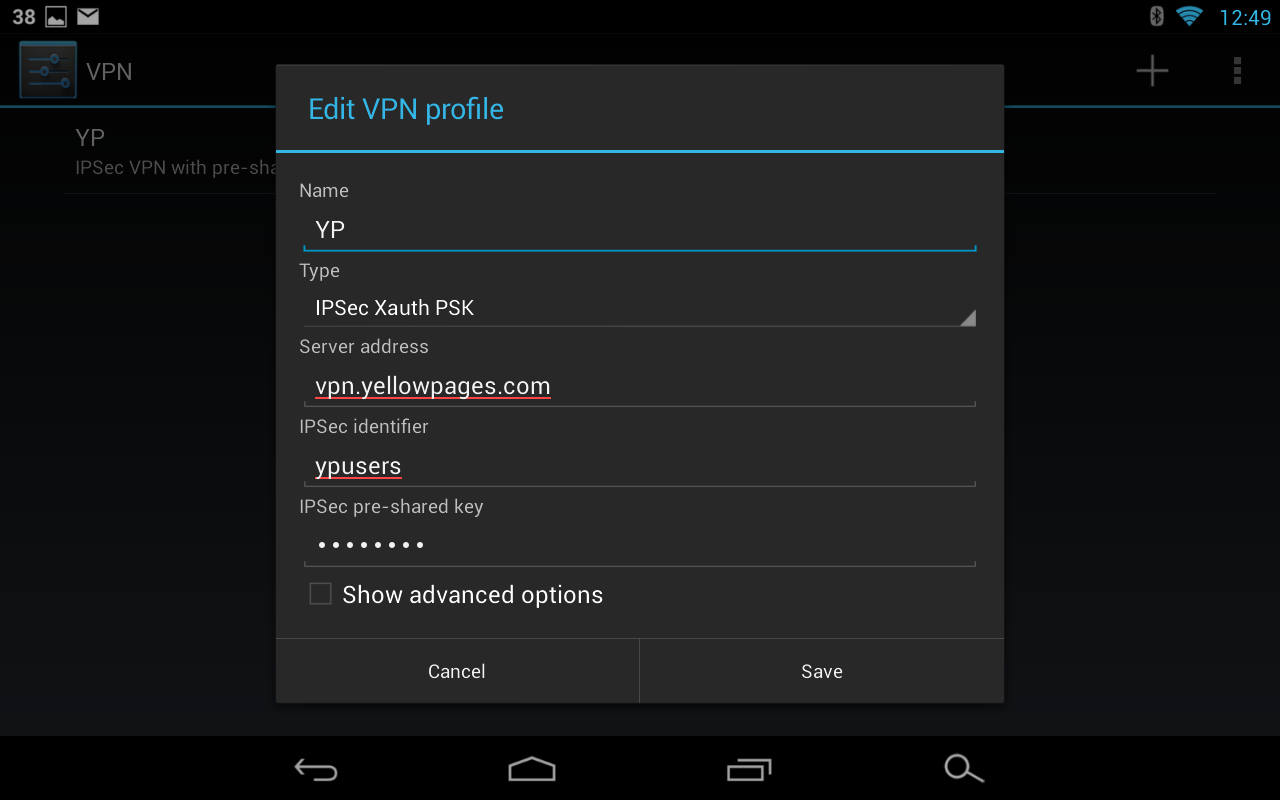 38
12:49
VPN
YP
IPSec VPN with pre-sha
Edit VPN profile
Name
YP
Type
IPSec Xauth PSK
Server address
vpn.yellowpages.com
IPSec identifier
ypusers
IPSec pre-shared key
••••••••
Show advanced options
Cancel
Save